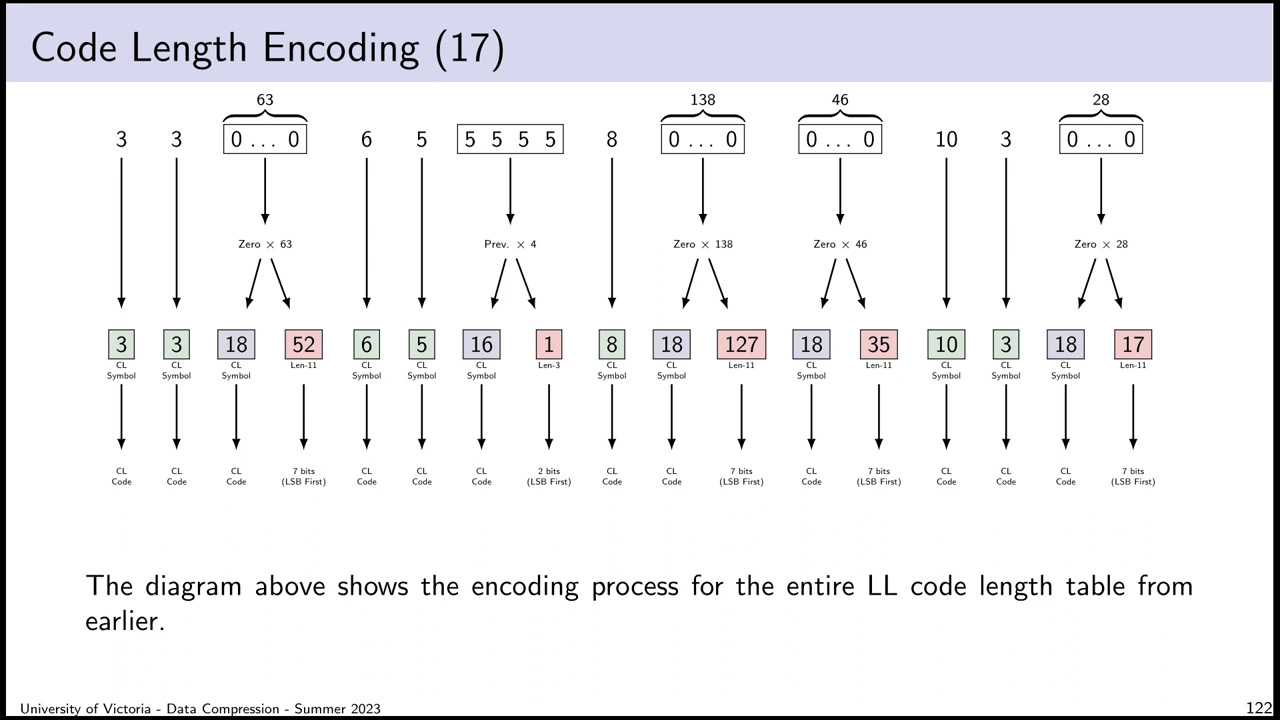 Code Length Encoding (17)
63 138 46 28
3 3 0 ... 0 6 5 5 5 5 5 8 0 ... 0 0 ... 0 10 3 0 ... 0
Zero × 63 Prev. × 4 Zero × 138 Zero × 46 Zero × 28
3 3 18 52 6 5 16 1 8 18 127 18 35 10 3 18 17
CL CL CL Len-11 CL CL CL Len-3 CL CL Len-11 CL Len-11 CL CL CL Len-11
Symbol Symbol Symbol Symbol Symbol Symbol Symbol Symbol Symbol Symbol Symbol Symbol
CL CL CL 7 bits CL CL CL 2 bits CL CL 7 bits CL 7 bits CL CL CL 7 bits
Code Code Code (LSB First) Code Code Code (LSB First) Code Code (LSB First) Code (LSB First) Code Code Code (LSB First)
The diagram above shows the encoding process for the entire LL code length table from
earlier.
University of Victoria - Data Compression - Summer 2023 122